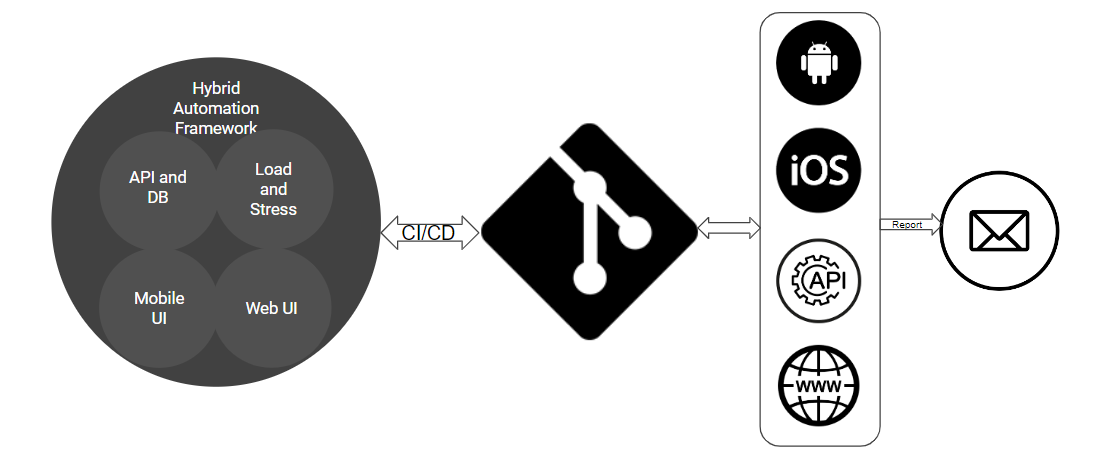 Hybrid
Automation
Framework
API and
DB
Load
and
Stress
Mobile
UI
Web UI
CI/CD
iOS
API
WWW
Report